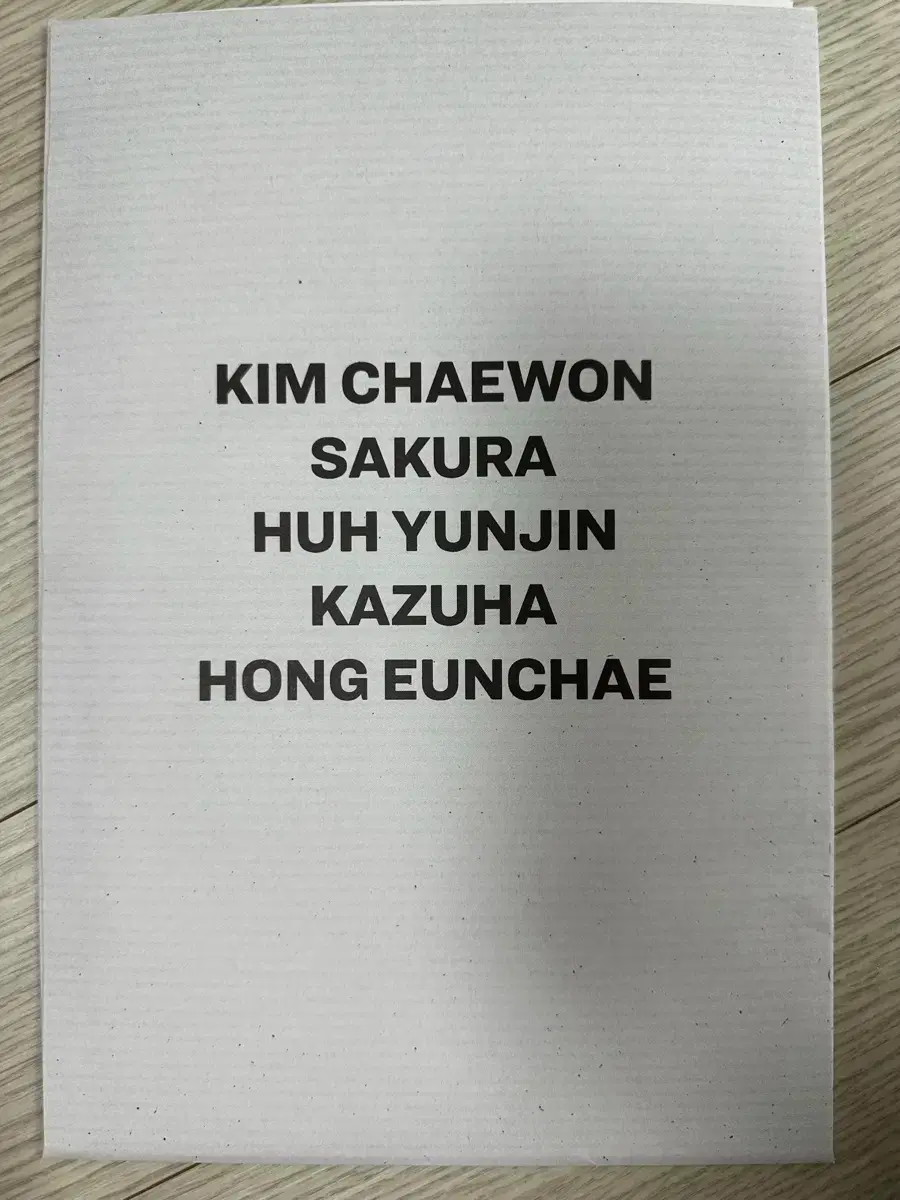 KIM CHAEWON
SAKURA
HUH YUNJIN
KAZUHA
HONG EUNCHAE